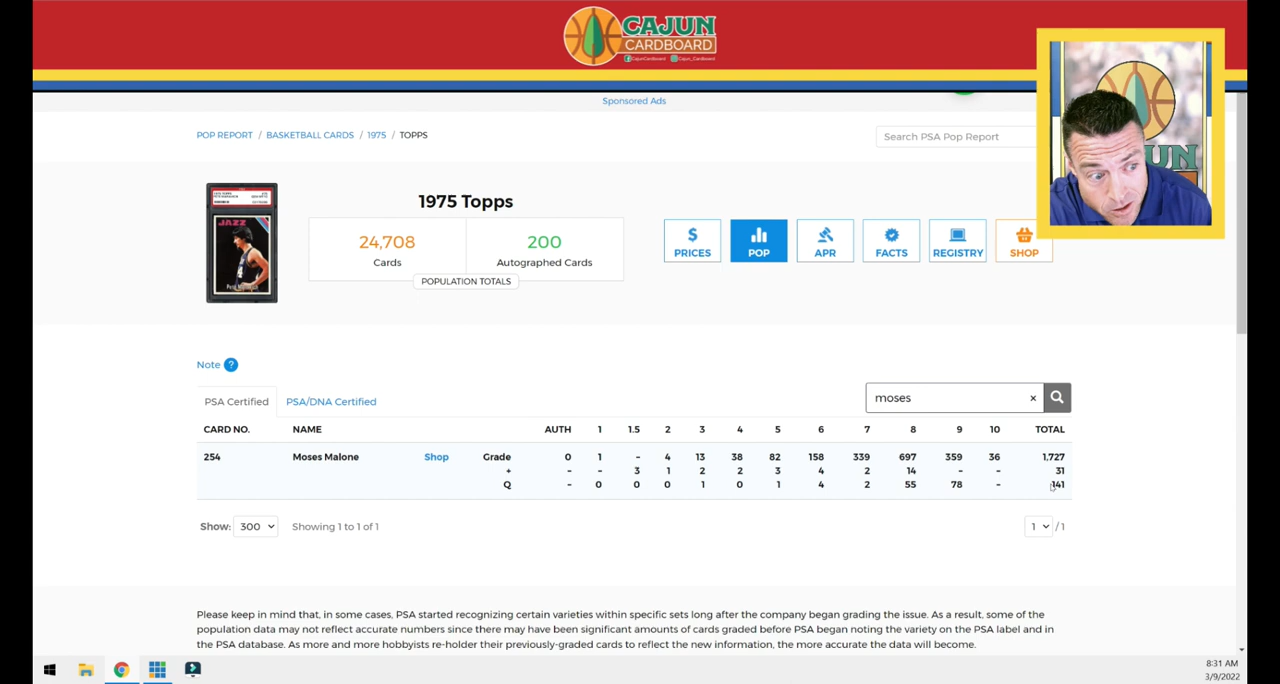 CAJUN
CARDBOARD
CajunCardboard Cajun_Cardboard
UN
Sponsored Ads
POP REPORT / BASKETBALL CARDS / 1975 / TOPPS
Search PSA Pop Report
JAZZ
1975 Topps
24,708
Cards
200
Autographed Cards
POPULATION TOTALS
$ PRICES POP APR FACTS REGISTRY SHOP
Note ?
PSA Certified PSA/DNA Certified
moses ×
CARD NO. NAME AUTH 1 1.5 2 3 4 5 6 7 8 9 10 TOTAL
254 Moses Malone Shop Grade 0 1 - 4 13 38 82 158 339 697 359 36 1,727
+ - - 3 1 2 2 3 4 2 14 - - 31
Q - 0 0 0 1 0 1 4 2 55 78 - 141
Show: 300 Showing 1 to 1 of 1
1 / 1
Please keep in mind that, in some cases, PSA started recognizing certain varieties within specific sets long after the company began grading the issue. As a result, some of the
population data may not reflect accurate numbers since there may have been significant amounts of cards graded before PSA began noting the variety on the PSA label and in
the PSA database. As more and more hobbyists re-holder their previously-graded cards to reflect the new information, the more accurate the data will become.
8:31 AM
3/9/2022